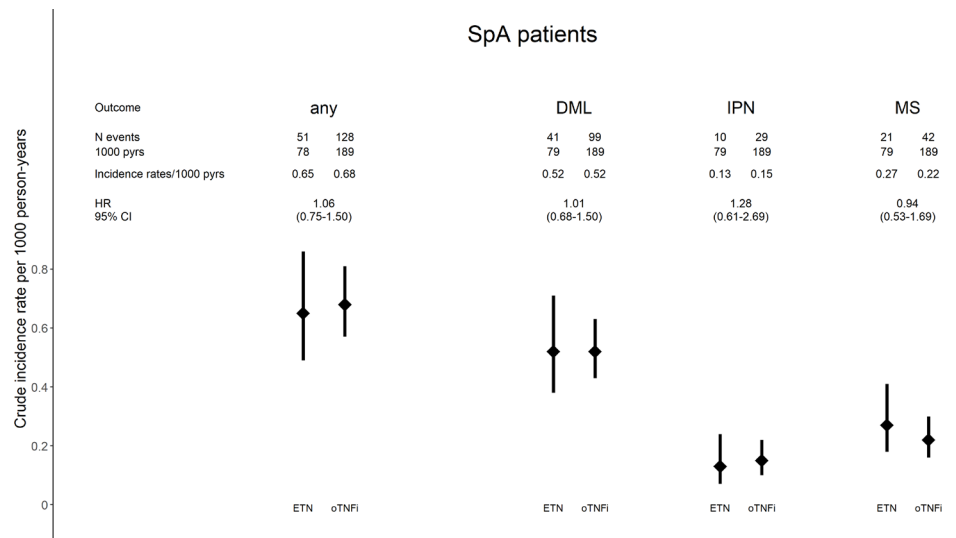 SpA patients
Outcome any DML IPN MS
N events 51 128 41 99 10 29 21 42
1000 pyrs 78 189 79 189 79 189 79 189
Incidence rates/1000 pyrs 0.65 0.68 0.52 0.52 0.13 0.15 0.27 0.22
HR 1.06 1.01 1.28 0.94
95% CI (0.75-1.50) (0.68-1.50) (0.61-2.69) (0.53-1.69)
Crude incidence rate per 1000 person-years
0.8
0.6
0.4
0.2
0
ETN oTNFi ETN oTNFi ETN oTNFi ETN oTNFi